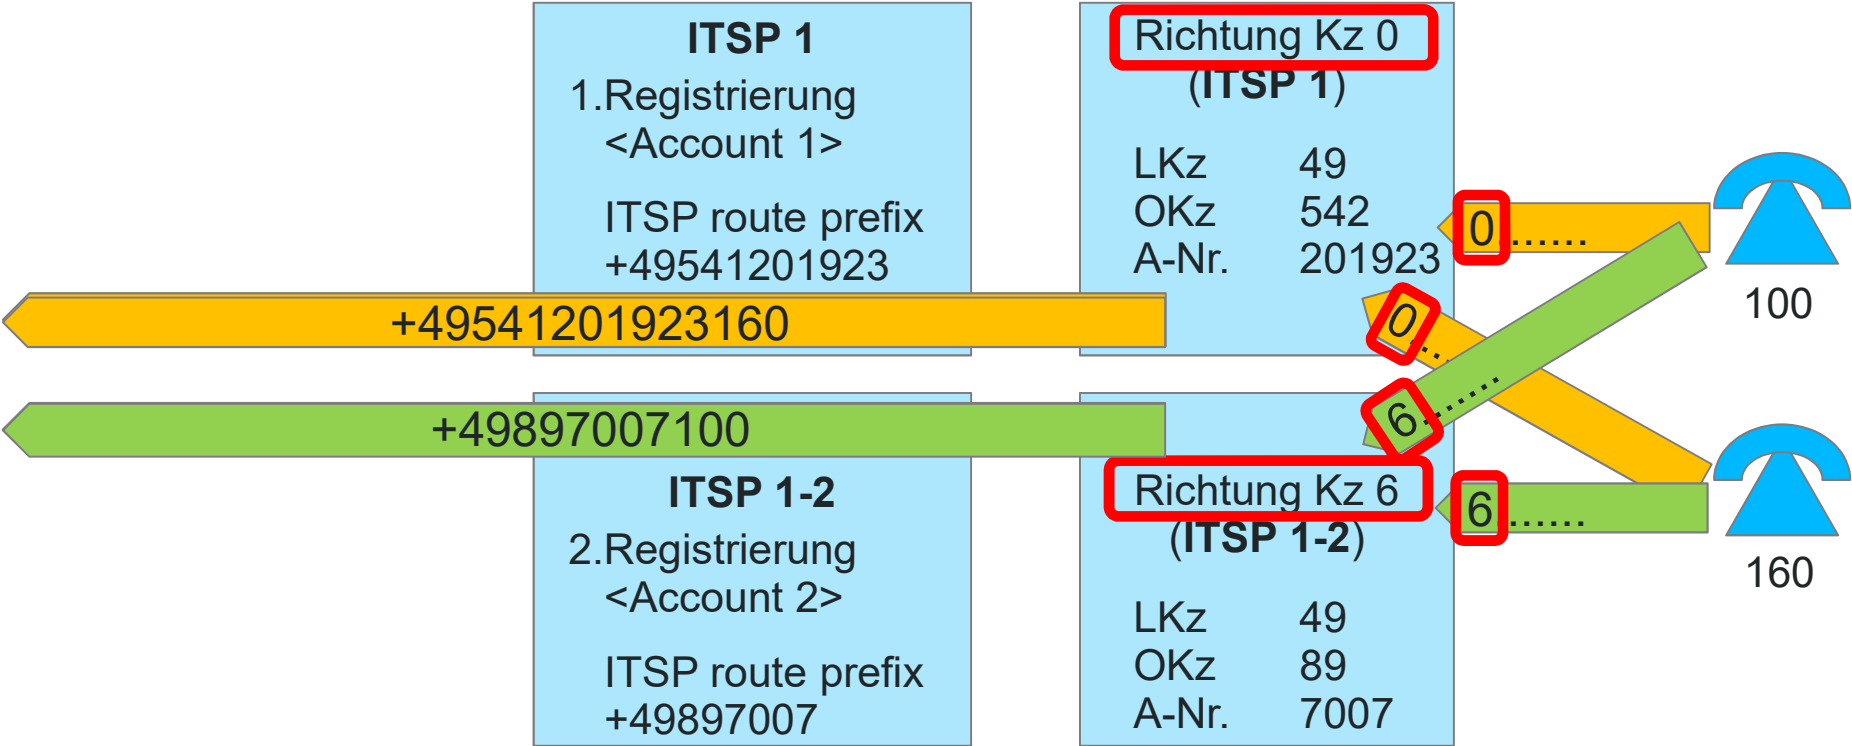 ITSP 1
1.Registrierung
<Account 1>
ITSP route prefix
+49541201923
Richtung Kz 0
(ITSP 1)
LKz 49
OKz 542
A-Nr. 201923
0.......
100
0.....
+49541201923160
+49897007100
6.......
ITSP 1-2
2.Registrierung
<Account 2>
ITSP route prefix
+49897007
Richtung Kz 6
(ITSP 1-2)
LKz 49
OKz 89
A-Nr. 7007
6.......
160